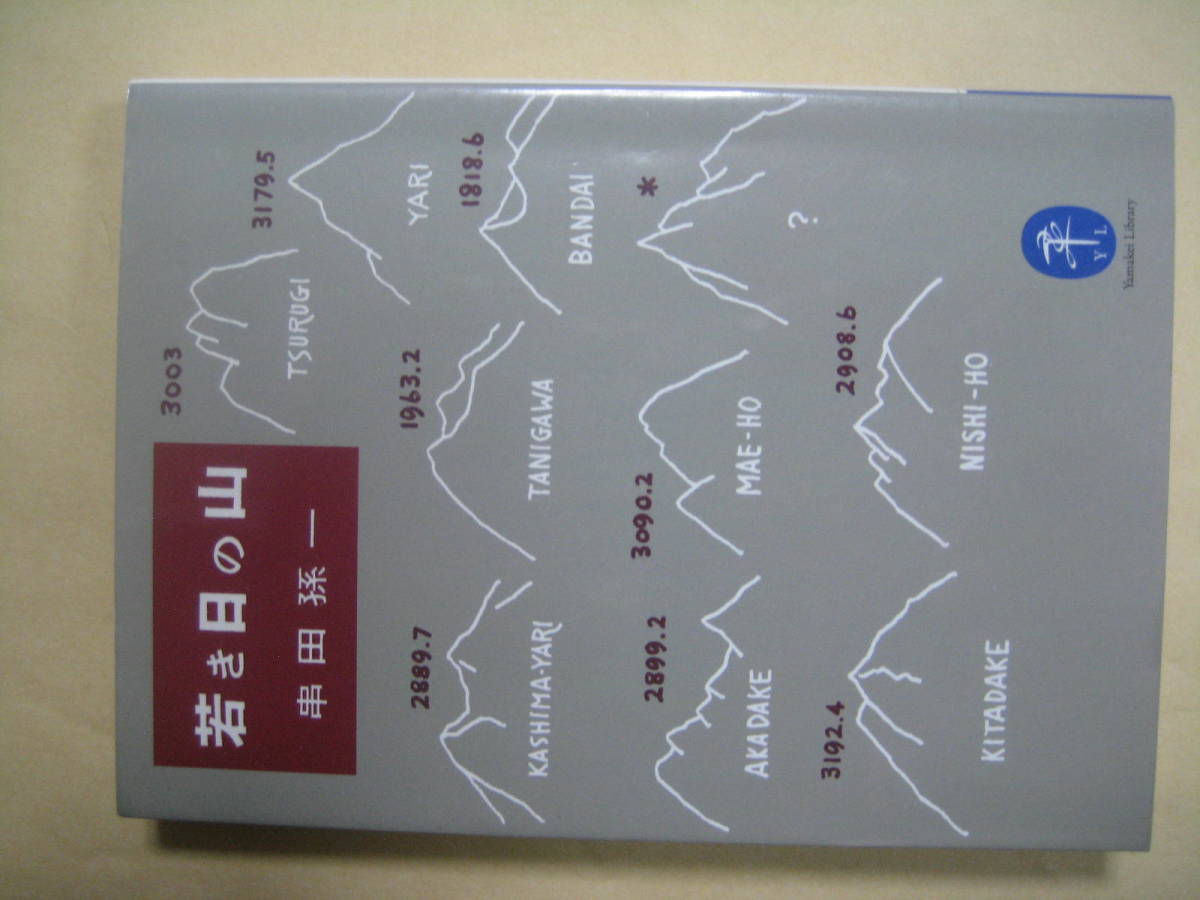 若き日の山
串田孫一
3003
TSURUGI
3179.5
YARI
2889.7
KASHIMA-YARI
1963.2
TANIGAWA
1818.6
BANDAI
2899.2
AKADAKE
3090.2
MAE-HO
*
?
3192.4
KITADAKE
2908.6
NISHI-HO
Y L
Yamakei Library